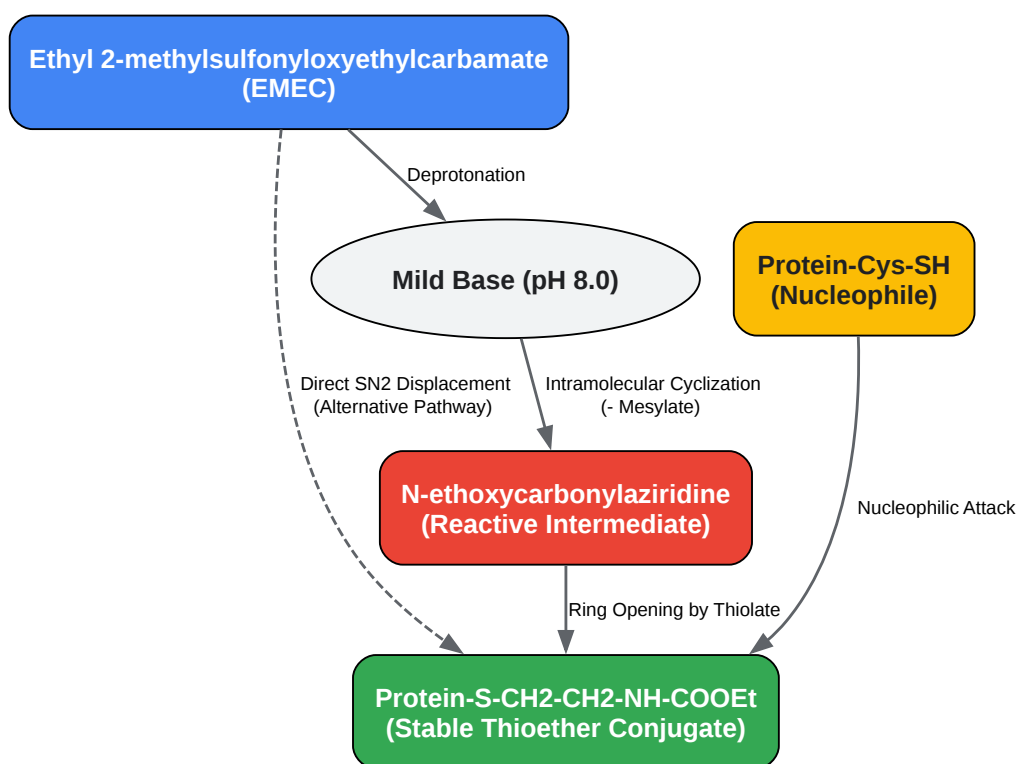 Ethyl 2-methylsulfonyloxyethylcarbamate
(EMEC)
Deprotonation
Mild Base (pH 8.0)
Protein-Cys-SH
(Nucleophile)
Direct SN2 Displacement
(Alternative Pathway)
Intramolecular Cyclization
(- Mesylate)
N-ethoxycarbonylaziridine
(Reactive Intermediate)
Nucleophilic Attack
Ring Opening by Thiolate
Protein-S-CH2-CH2-NH-COOEt
(Stable Thioether Conjugate)